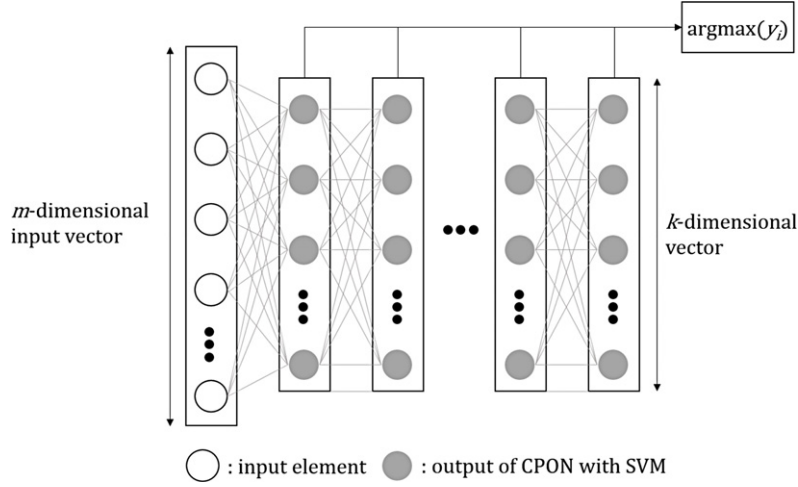 argmax(yᵢ)
m-dimensional
input vector
k-dimensional
vector
: input element
: output of CPON with SVM